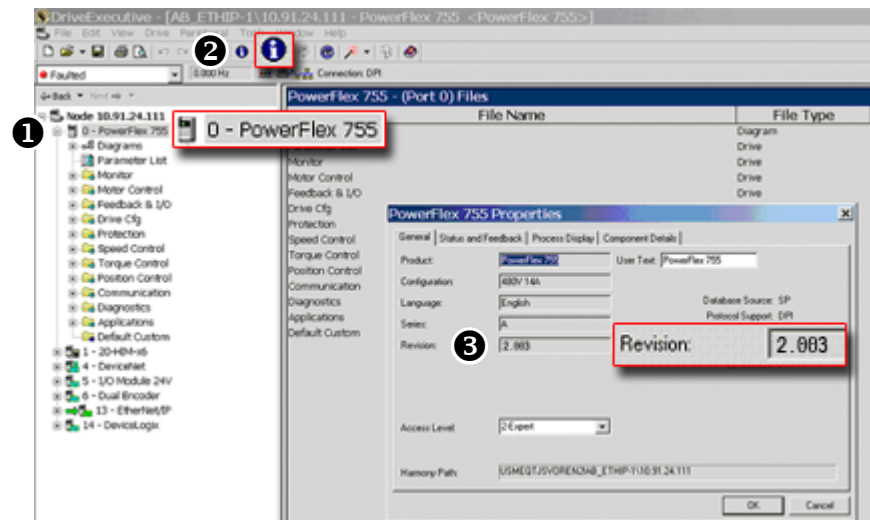 DriveExecutive - [AB_ETHIP-1\10.91.24.111 - PowerFlex 755 <PowerFlex 755>]
File Edit View Drive Peripheral Tools Window Help
2
Faulted
0.000 Hz
Connection: DPI
Back
Next
Node 10.91.24.111
1
0 - PowerFlex 755
0 - PowerFlex 755
Diagrams
Parameter List
Monitor
Motor Control
Feedback & I/O
Drive Cfg
Protection
Speed Control
Torque Control
Position Control
Communication
Diagnostics
Applications
Default Custom
1 - 20-HIM-x6
4 - DeviceNet
5 - I/O Module 24V
6 - Dual Encoder
13 - EtherNet/IP
14 - DeviceLogix
PowerFlex 755 - (Port 0) Files
File Name File Type
Diagram
Drive
Monitor Drive
Motor Control Drive
Feedback & I/O Drive
Drive Cfg
Protection
Speed Control
Torque Control
Position Control
Communication
Diagnostics
Applications
Default Custom
PowerFlex 755 Properties
General Status and Feedback Process Display Component Details
Product: PowerFlex 755 User Text: PowerFlex 755
Configuration: 480V 14A
Language: English Database Source: SP
Series: A Protocol Support: DPI
3
Revision: 2.003
Revision: 2.003
Access Level: 2-Expert
Harmony Path:
OK Cancel